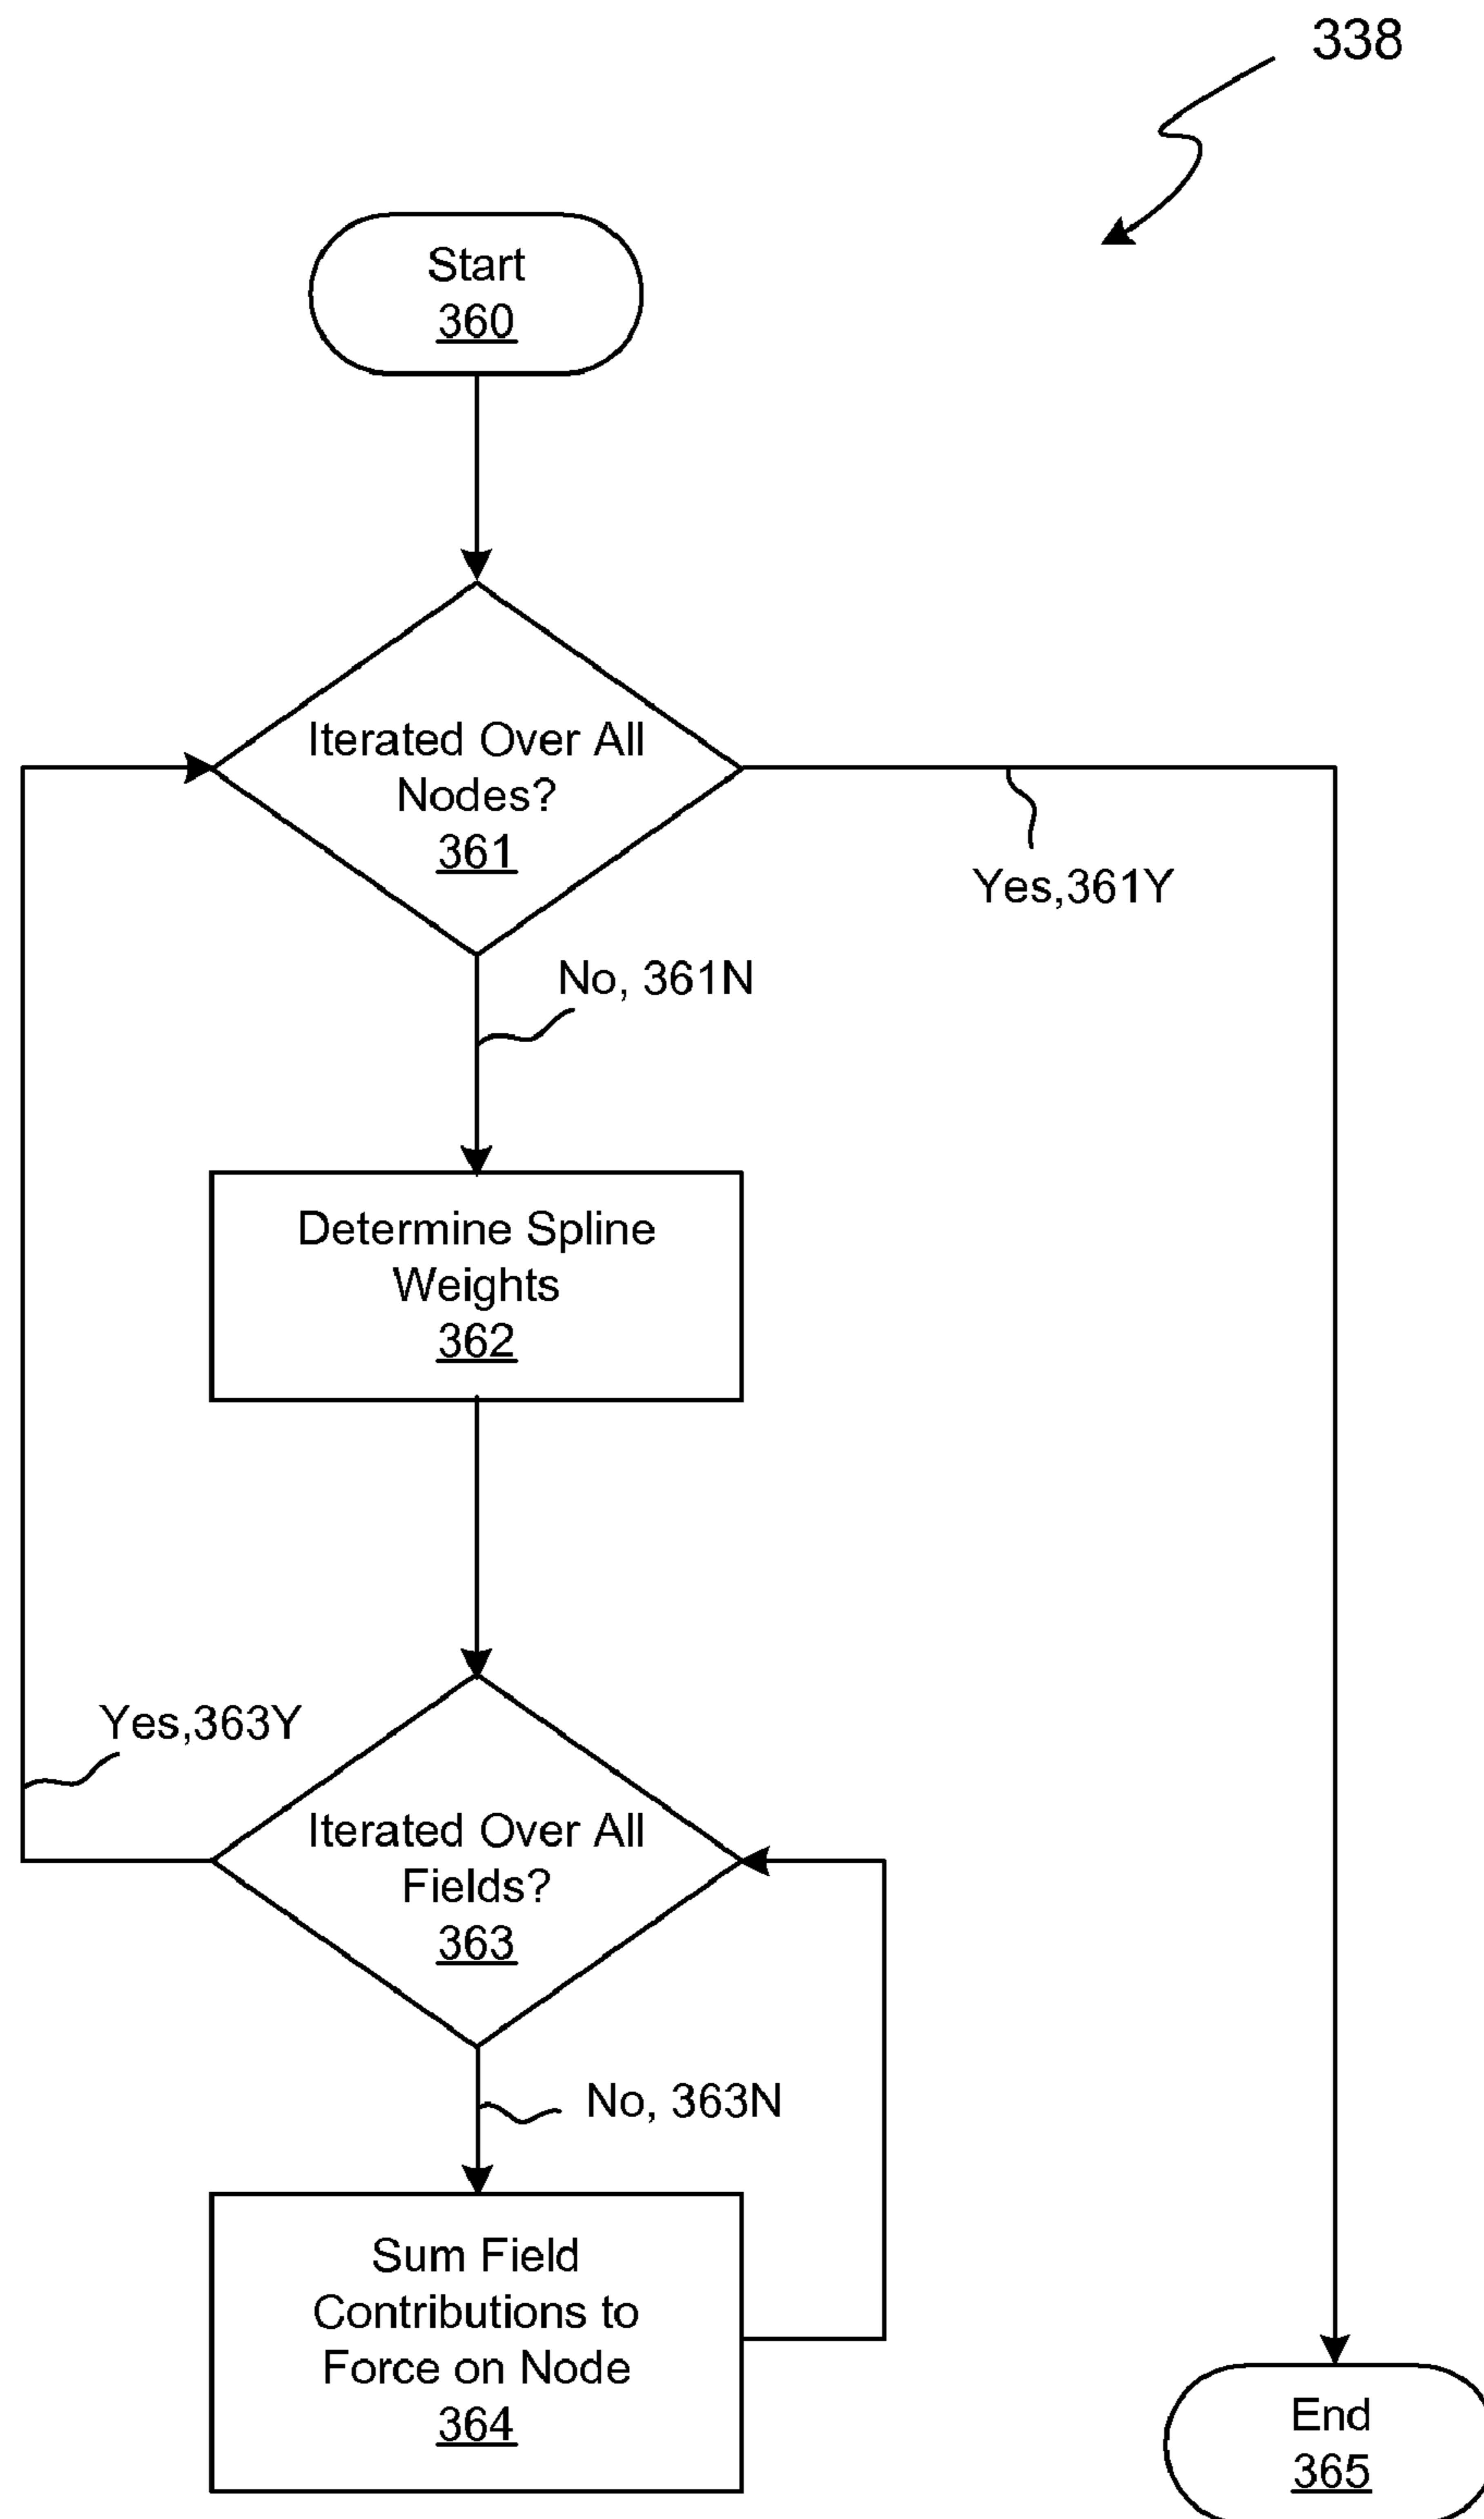 338
Start
360
Iterated Over All
Nodes?
361
Yes,361Y
No, 361N
Determine Spline
Weights
362
Yes,363Y
Iterated Over All
Fields?
363
No, 363N
Sum Field
Contributions to
Force on Node
364
End
365